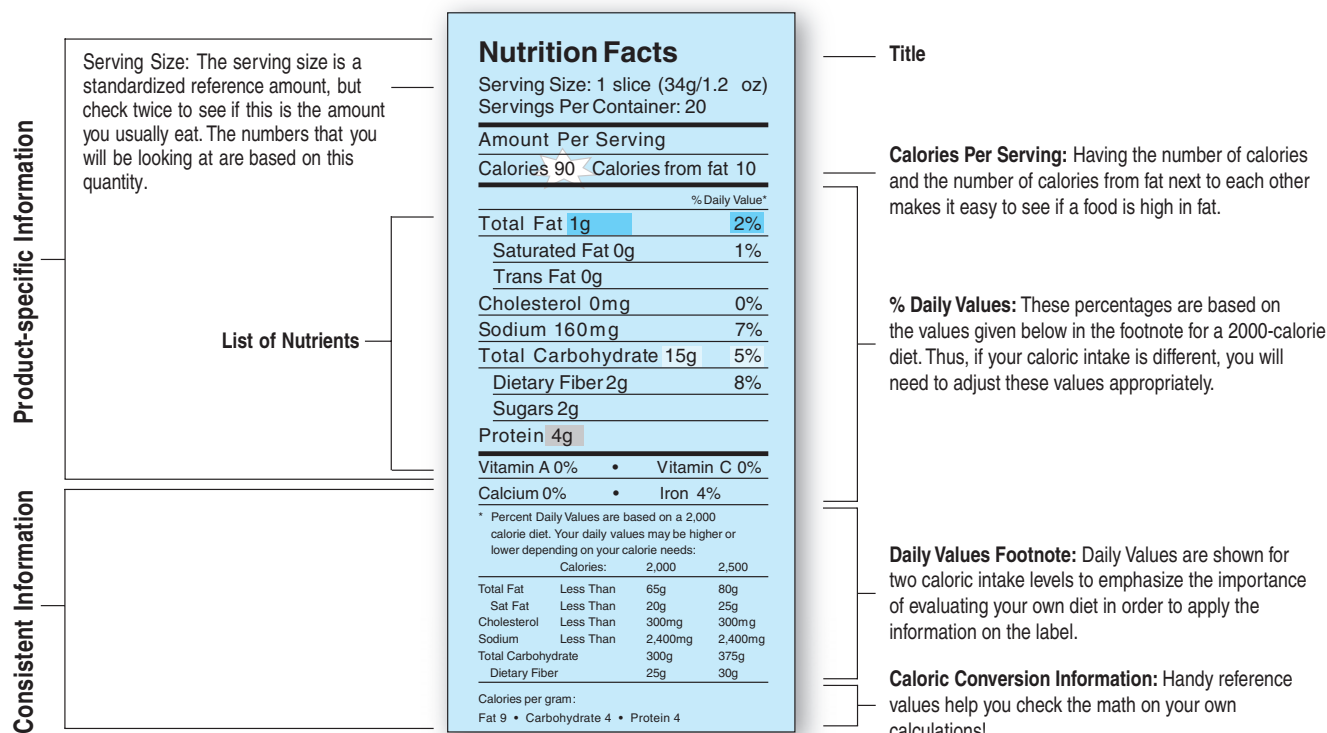 Product-specific Information
Serving Size: The serving size is a
standardized reference amount, but
check twice to see if this is the amount
you usually eat. The numbers that you
will be looking at are based on this
quantity.
List of Nutrients
Consistent Information
Nutrition Facts
Serving Size: 1 slice (34g/1.2 oz)
Servings Per Container: 20
Amount Per Serving
Calories 90 Calories from fat 10
% Daily Value*
Total Fat 1g 2%
Saturated Fat 0g 1%
Trans Fat 0g
Cholesterol 0mg 0%
Sodium 160mg 7%
Total Carbohydrate 15g 5%
Dietary Fiber 2g 8%
Sugars 2g
Protein 4g
Vitamin A 0% • Vitamin C 0%
Calcium 0% • Iron 4%
* Percent Daily Values are based on a 2,000
calorie diet. Your daily values may be higher or
lower depending on your calorie needs:
Calories: 2,000 2,500
Total Fat Less Than 65g 80g
Sat Fat Less Than 20g 25g
Cholesterol Less Than 300mg 300mg
Sodium Less Than 2,400mg 2,400mg
Total Carbohydrate 300g 375g
Dietary Fiber 25g 30g
Calories per gram:
Fat 9 • Carbohydrate 4 • Protein 4
Title
Calories Per Serving: Having the number of calories
and the number of calories from fat next to each other
makes it easy to see if a food is high in fat.
% Daily Values: These percentages are based on
the values given below in the footnote for a 2000-calorie
diet. Thus, if your caloric intake is different, you will
need to adjust these values appropriately.
Daily Values Footnote: Daily Values are shown for
two caloric intake levels to emphasize the importance
of evaluating your own diet in order to apply the
information on the label.
Caloric Conversion Information: Handy reference
values help you check the math on your own
calculations!